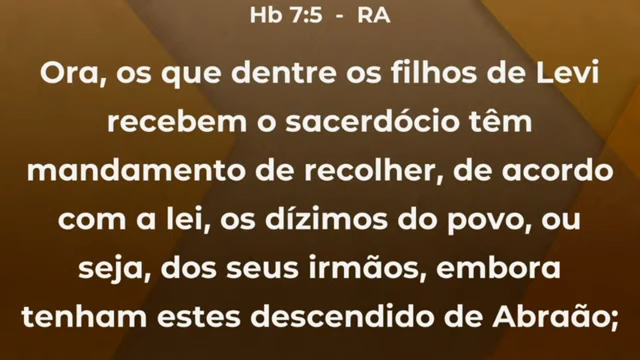 Hb 7:5 - RA
Ora, os que dentre os filhos de Levi
recebem o sacerdócio têm
mandamento de recolher, de acordo
com a lei, os dízimos do povo, ou
seja, dos seus irmãos, embora
tenham estes descendido de Abraão;